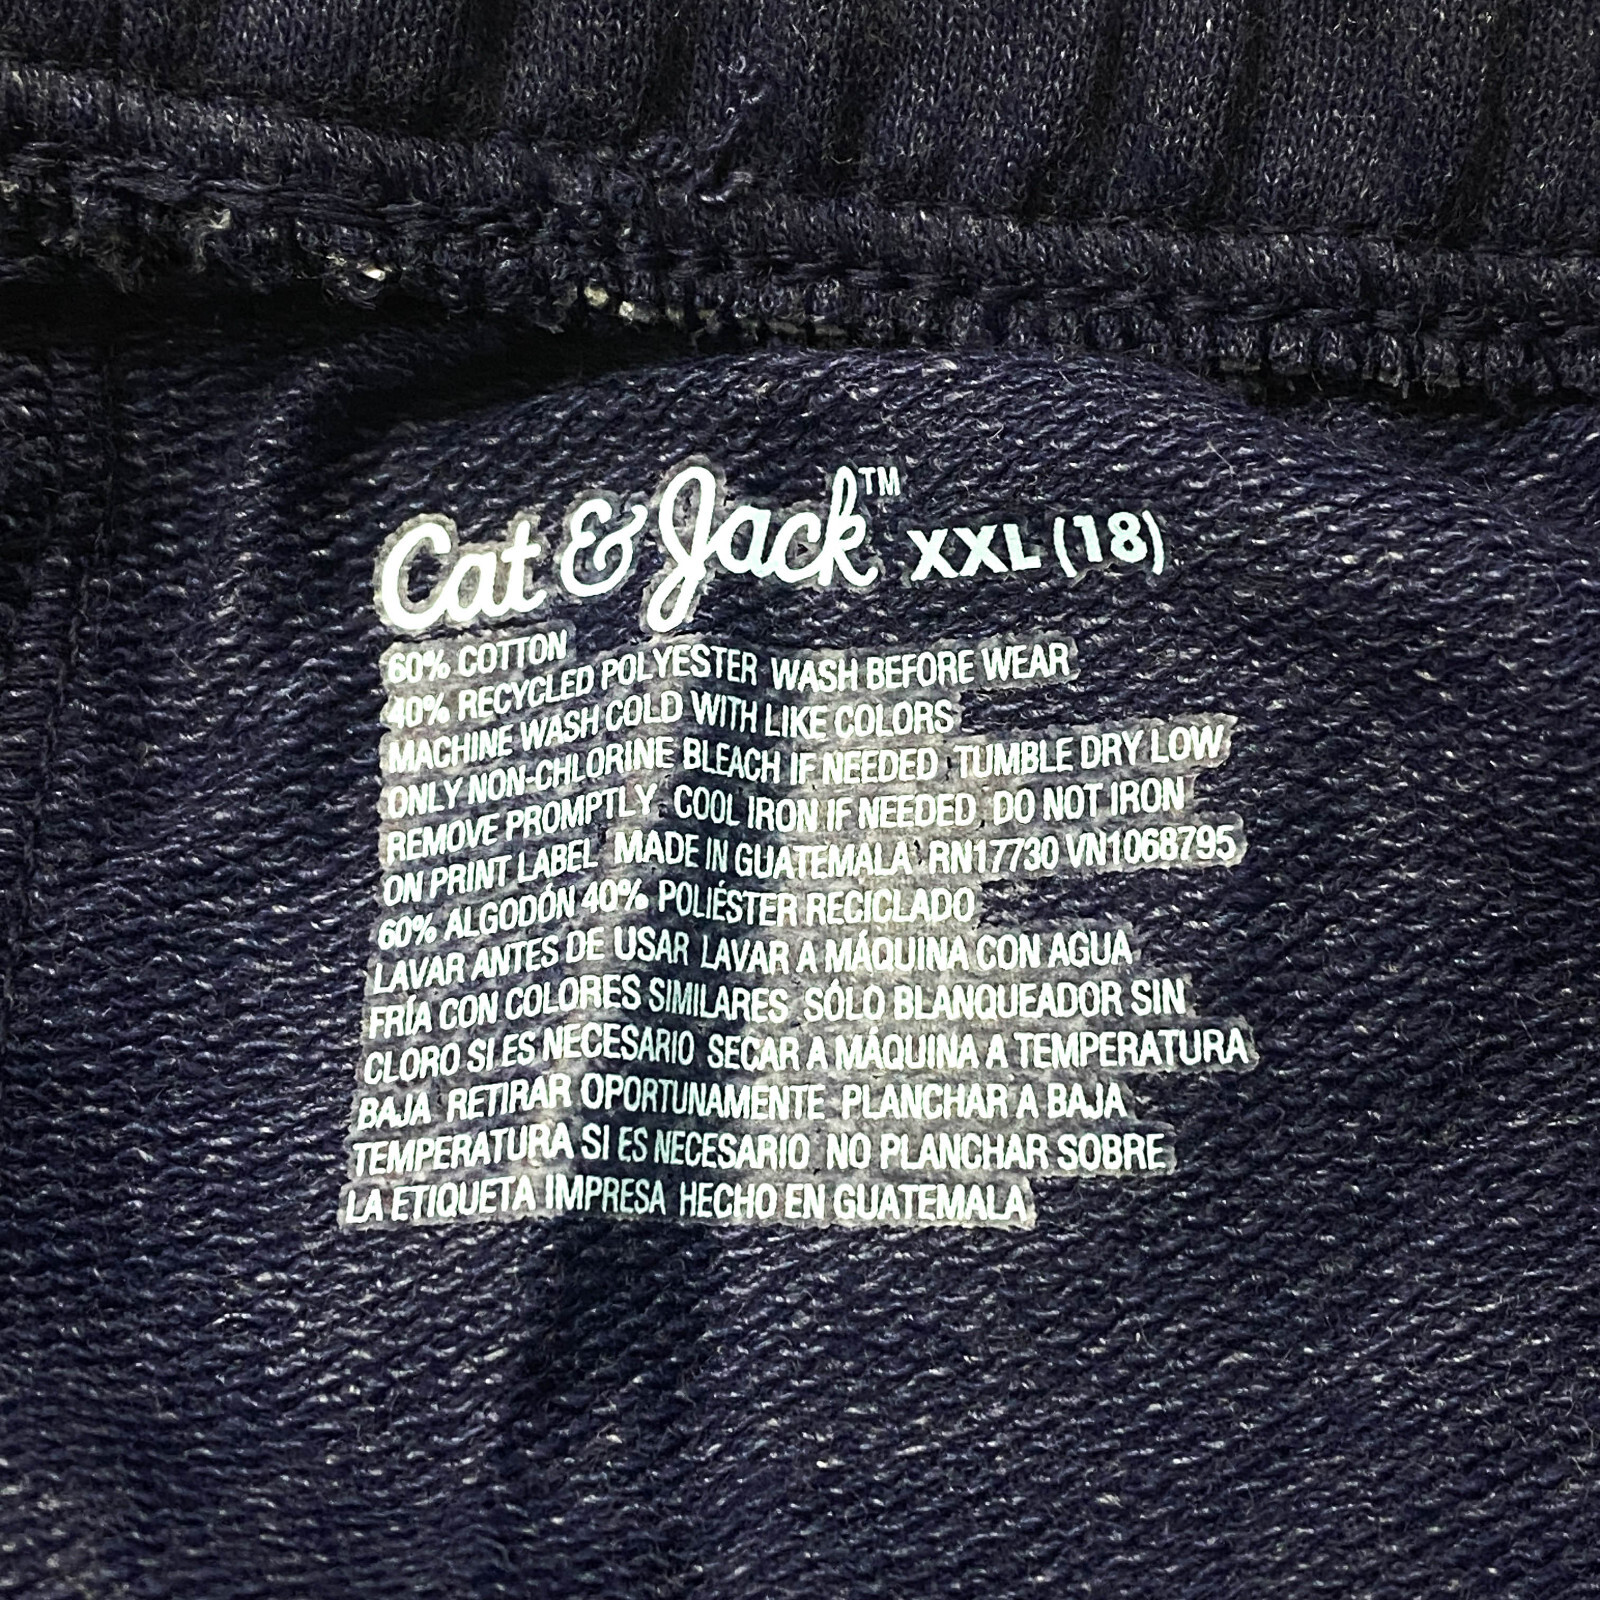 Cat & Jack™ XXL (18)
60% COTTON
40% RECYCLED POLYESTER WASH BEFORE WEAR
MACHINE WASH COLD WITH LIKE COLORS
ONLY NON-CHLORINE BLEACH IF NEEDED TUMBLE DRY LOW
REMOVE PROMPTLY COOL IRON IF NEEDED DO NOT IRON
ON PRINT LABEL MADE IN GUATEMALA RN17730 VN1068795
60% ALGODÓN 40% POLIÉSTER RECICLADO
LAVAR ANTES DE USAR LAVAR A MÁQUINA CON AGUA
FRÍA CON COLORES SIMILARES SÓLO BLANQUEADOR SIN
CLORO SI ES NECESARIO SECAR A MÁQUINA A TEMPERATURA
BAJA RETIRAR OPORTUNAMENTE PLANCHAR A BAJA
TEMPERATURA SI ES NECESARIO NO PLANCHAR SOBRE
LA ETIQUETA IMPRESA HECHO EN GUATEMALA